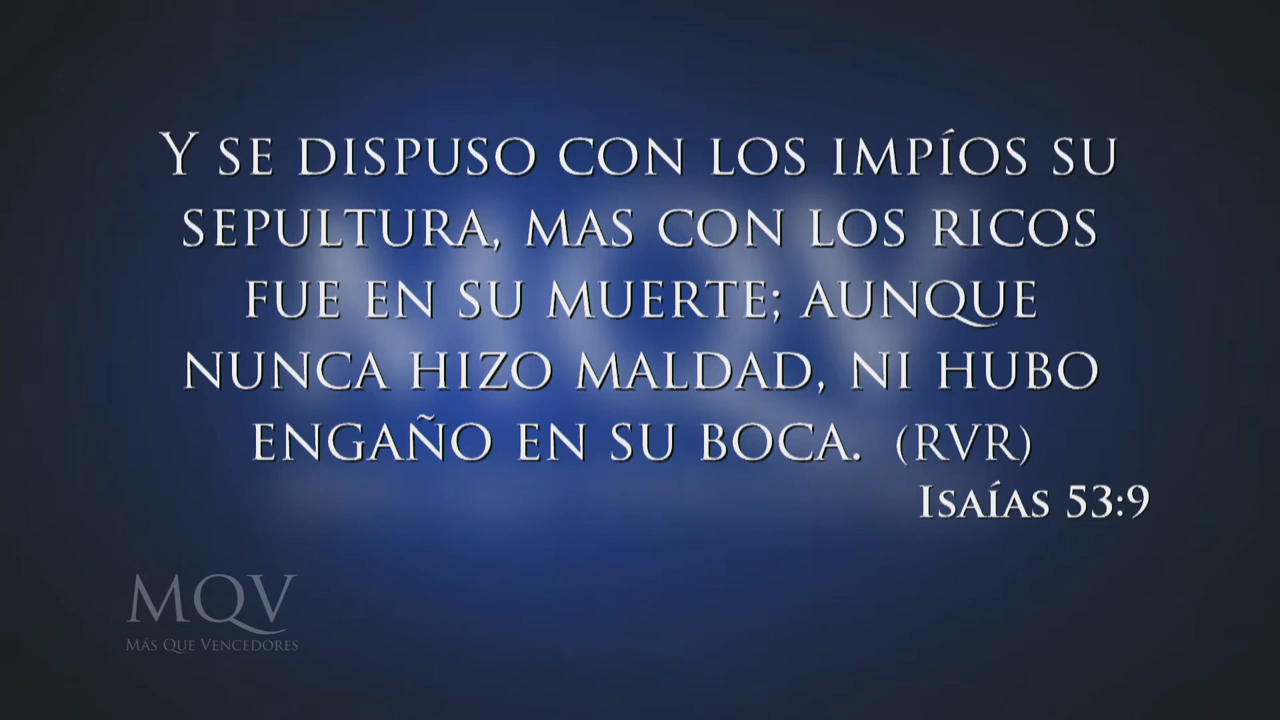 Y SE DISPUSO CON LOS IMPÍOS SU
SEPULTURA, MAS CON LOS RICOS
FUE EN SU MUERTE; AUNQUE
NUNCA HIZO MALDAD, NI HUBO
ENGAÑO EN SU BOCA. (RVR)
ISAÍAS 53:9
MQV
MÁS QUE VENCEDORES